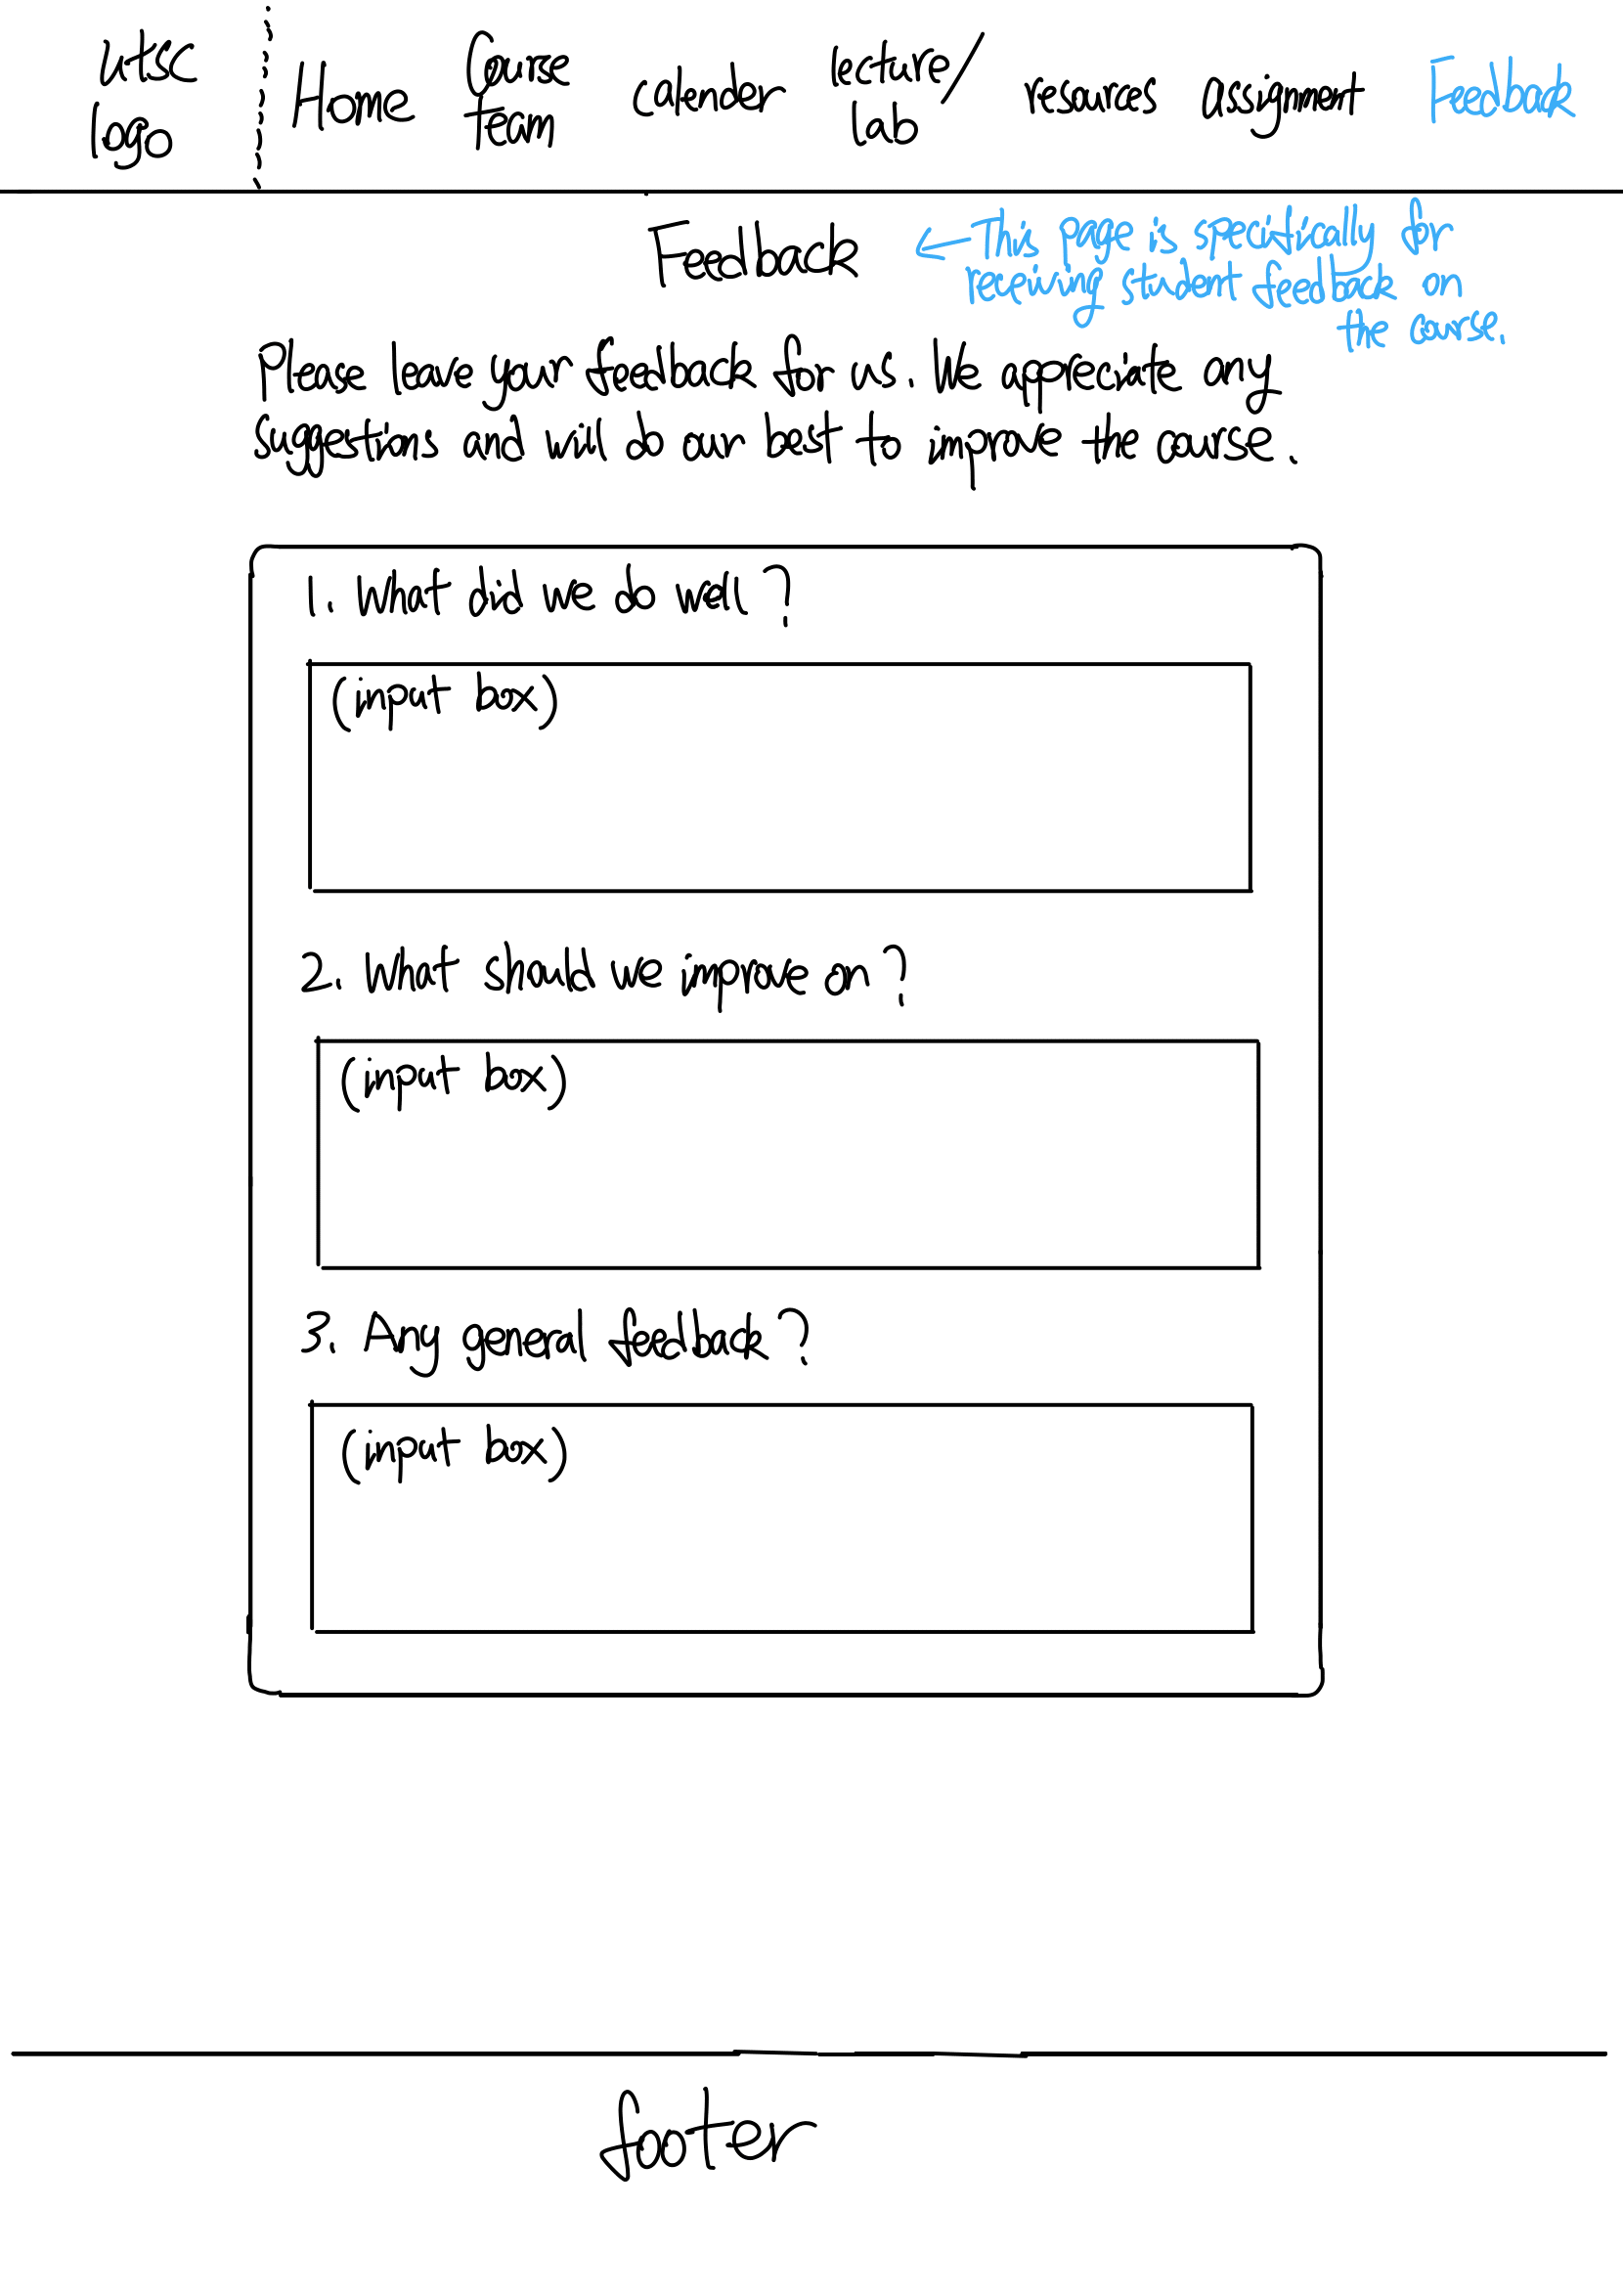 utsc
logo
Home
Course
team
calender
lecture/
lab
resources
assignment
Feedback
Feedback
← This page is specifically for
receiving student feedback on
the course.
Please leave your feedback for us. We appreciate any
suggestions and will do our best to improve the course.
1. What did we do well?
(input box)
2. What should we improve on?
(input box)
3. Any general feedback?
(input box)
footer